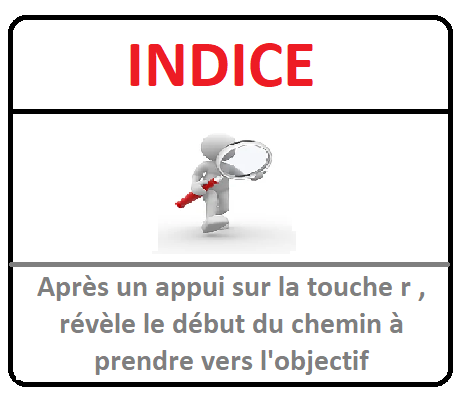 INDICE
Après un appui sur la touche r ,
révèle le début du chemin à
prendre vers l'objectif